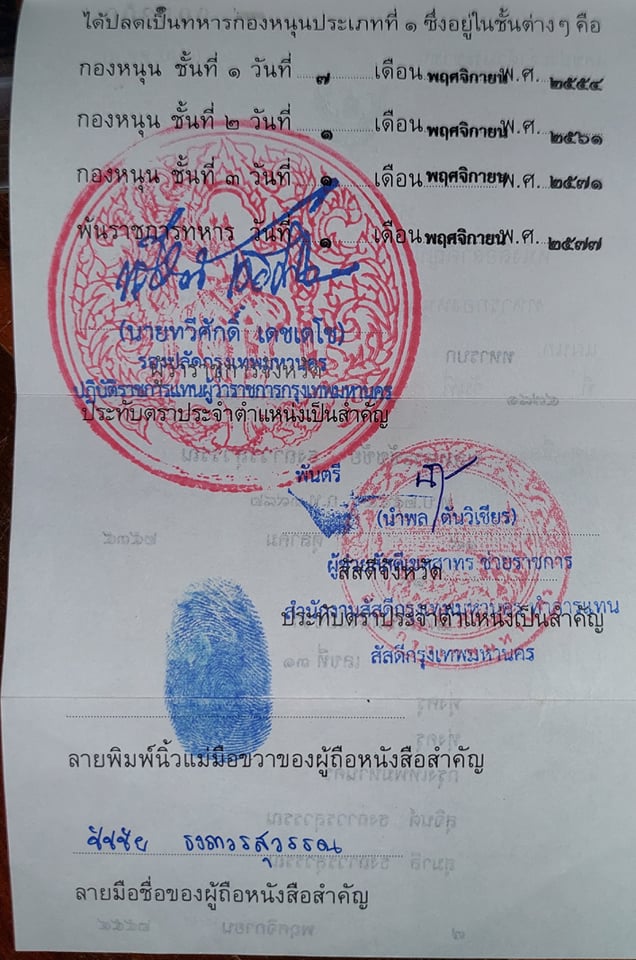 ได้ปลดเป็นทหารกองหนุนประเภทที่ ๑ ซึ่งอยู่ในชั้นต่างๆ คือ
กองหนุน ชั้นที่ ๑ วันที่ ๗ เดือน พฤศจิกายน พ.ศ. ๒๕๕๔
กองหนุน ชั้นที่ ๒ วันที่ ๑ เดือน พฤศจิกายน พ.ศ. ๒๕๖๑
กองหนุน ชั้นที่ ๓ วันที่ ๑ เดือน พฤศจิกายน พ.ศ. ๒๕๗๑
พ้นราชการทหาร วันที่ ๑ เดือน พฤศจิกายน พ.ศ. ๒๕๗๗
(นายทวีศักดิ์ เดชเดโช)
รองปลัดกรุงเทพมหานคร
ผู้ว่าราชการจังหวัด
ปฏิบัติราชการแทนผู้ว่าราชการกรุงเทพมหานคร
ประทับตราประจำตำแหน่งเป็นสำคัญ
พันตรี
(นำพล ตันวิเชียร)
ผู้ช่วยสัสดีเขตสาทร ช่วยราชการ
สัสดีจังหวัด
สำนักงานสัสดีกรุงเทพมหานคร ทำการแทน
ประทับตราประจำตำแหน่งเป็นสำคัญ
สัสดีกรุงเทพมหานคร
ลายพิมพ์นิ้วแม่มือขวาของผู้ถือหนังสือสำคัญ
ชัชชัย ธงถาวรสุวรรณ
ลายมือชื่อของผู้ถือหนังสือสำคัญ